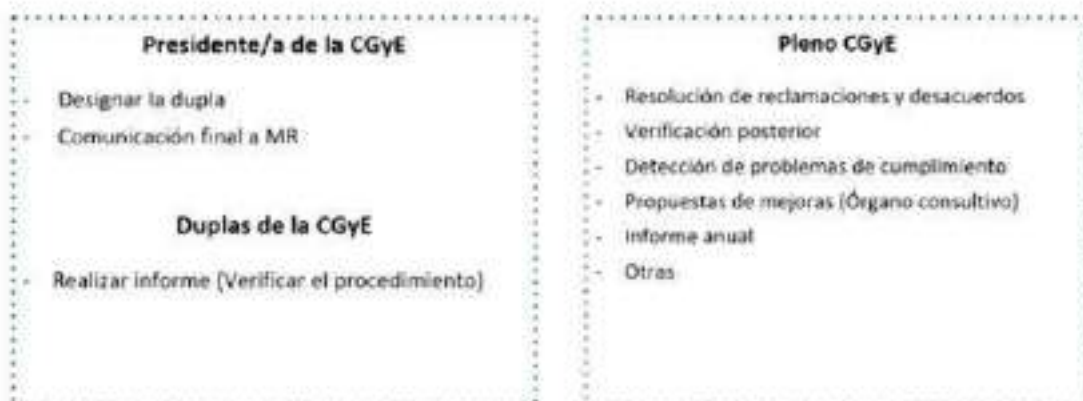 Presidente/a de la CGyE
- Designar la dupla
- Comunicación final a MR
Duplas de la CGyE
- Realizar informe (Verificar el procedimiento)
Pleno CGyE
- Resolución de reclamaciones y desacuerdos
- Verificación posterior
- Detección de problemas de cumplimiento
- Propuestas de mejoras (Órgano consultivo)
- Informe anual
- Otras